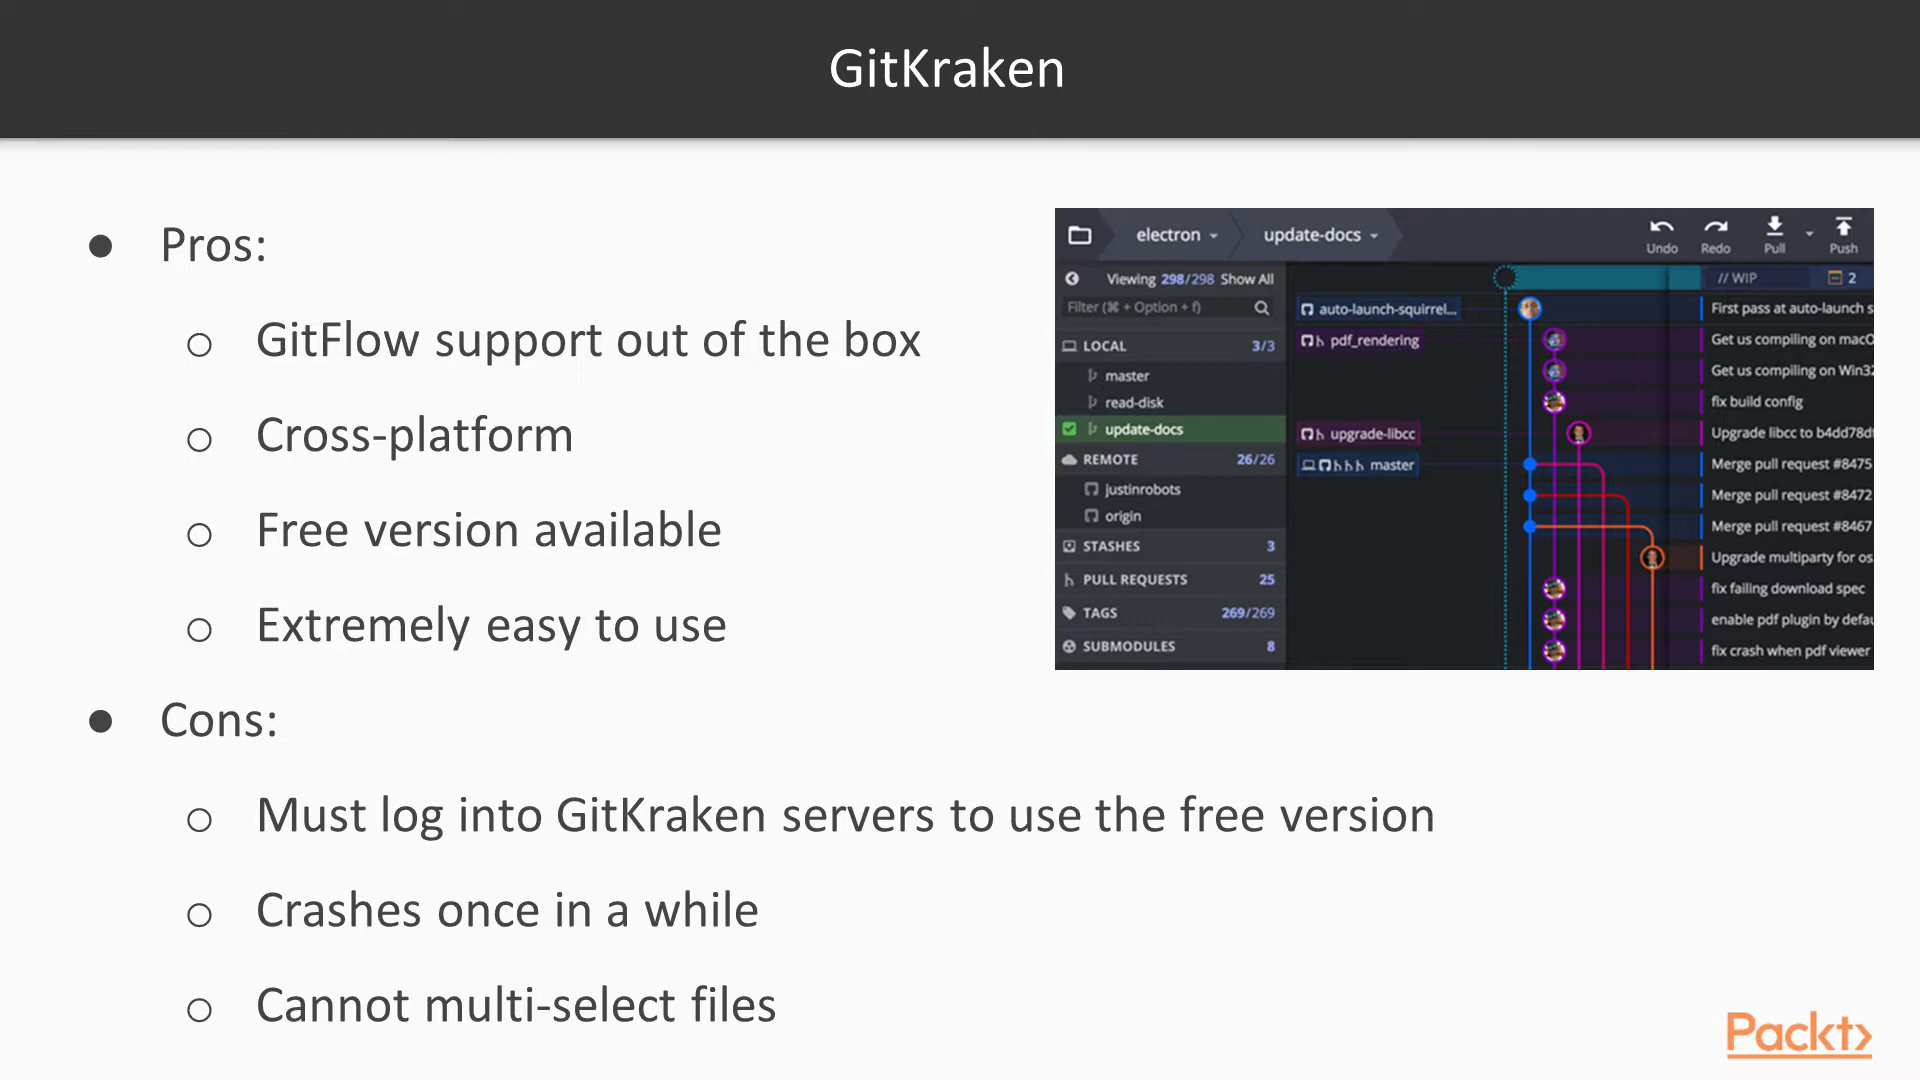 GitKraken
● Pros:
○ GitFlow support out of the box
○ Cross-platform
○ Free version available
○ Extremely easy to use
● Cons:
○ Must log into GitKraken servers to use the free version
○ Crashes once in a while
○ Cannot multi-select files
electron
update-docs
Undo
Redo
Pull
Push
Viewing 298/298 Show All
Filter (⌘ + Option + f)
LOCAL 3/3
master
read-disk
update-docs
REMOTE 26/26
justinrobots
origin
STASHES 3
PULL REQUESTS 25
TAGS 269/269
SUBMODULES 8
// WIP 2
auto-launch-squirrel... First pass at auto-launch s
pdf_rendering Get us compiling on macO
Get us compiling on Win32
fix build config
upgrade-libcc Upgrade libcc to b4dd78d
master Merge pull request #8475
Merge pull request #8472
Merge pull request #8467
Upgrade multiparty for os
fix failing download spec
enable pdf plugin by defau
fix crash when pdf viewer
Packt>